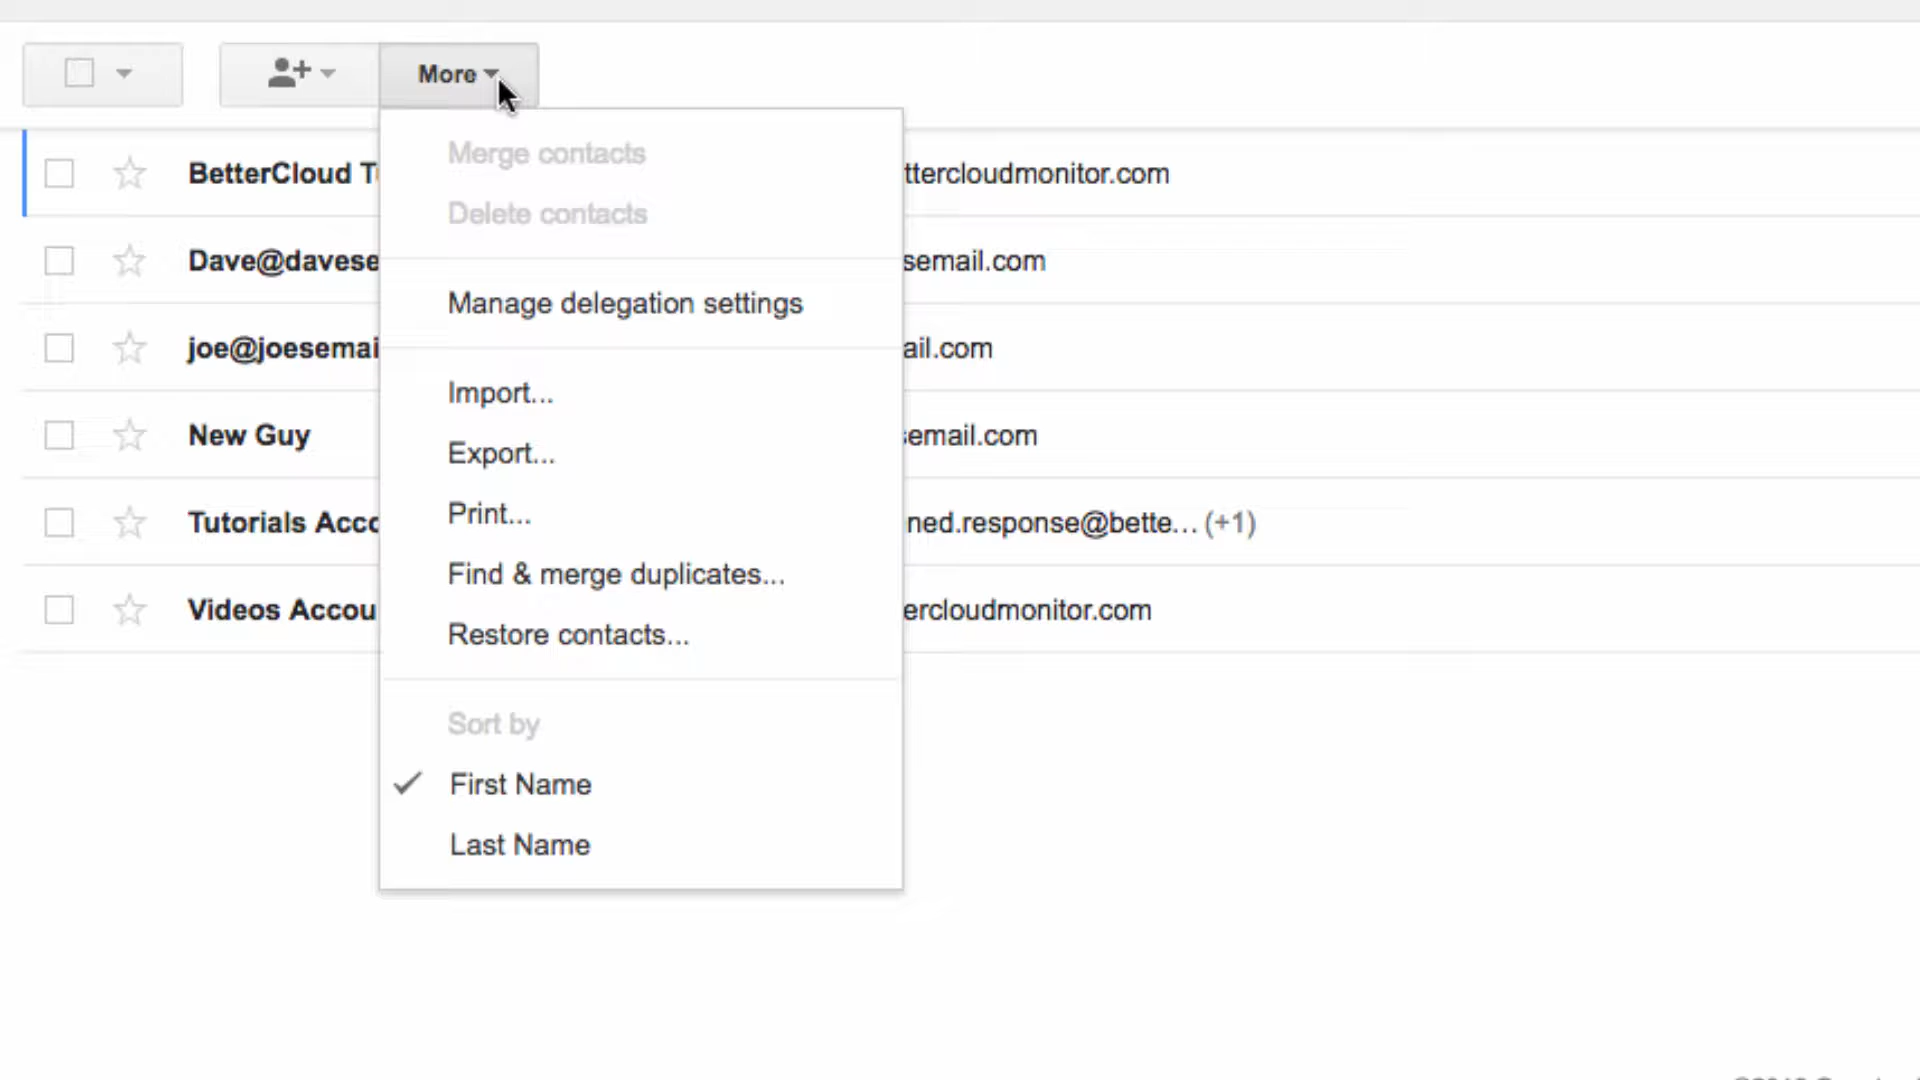 More
Merge contacts
Delete contacts
Manage delegation settings
Import...
Export...
Print...
Find & merge duplicates...
Restore contacts...
Sort by
First Name
Last Name
BetterCloud T ttercloudmonitor.com
Dave@davese semail.com
joe@joesemai ail.com
New Guy semail.com
Tutorials Acco ned.response@bette... (+1)
Videos Accou ercloudmonitor.com